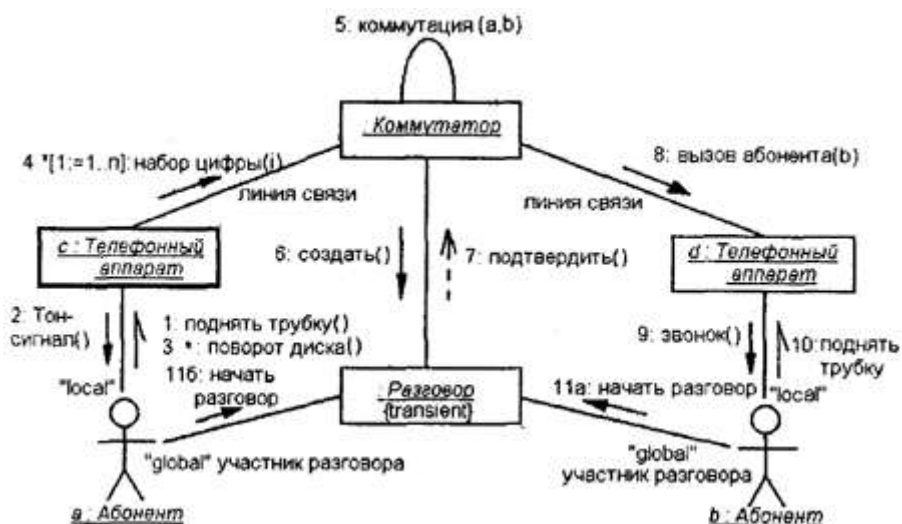 5: коммутация {a,b}
: Коммутатор
4 *[1:=1..n]: набор цифры(i)
8: вызов абонента(b)
линия связи
линия связи
c : Телефонный
аппарат
6: создать()
7: подтвердить()
d : Телефонный
аппарат
2: Тон-
сигнал()
1: поднять трубку()
3 *: поворот диска()
9: звонок()
10: поднять
трубку
11б: начать
разговор
"local"
: Разговор
{transient}
11а: начать разговор
"local"
"global" участник разговора
"global"
участник разговора
a : Абонент
b : Абонент